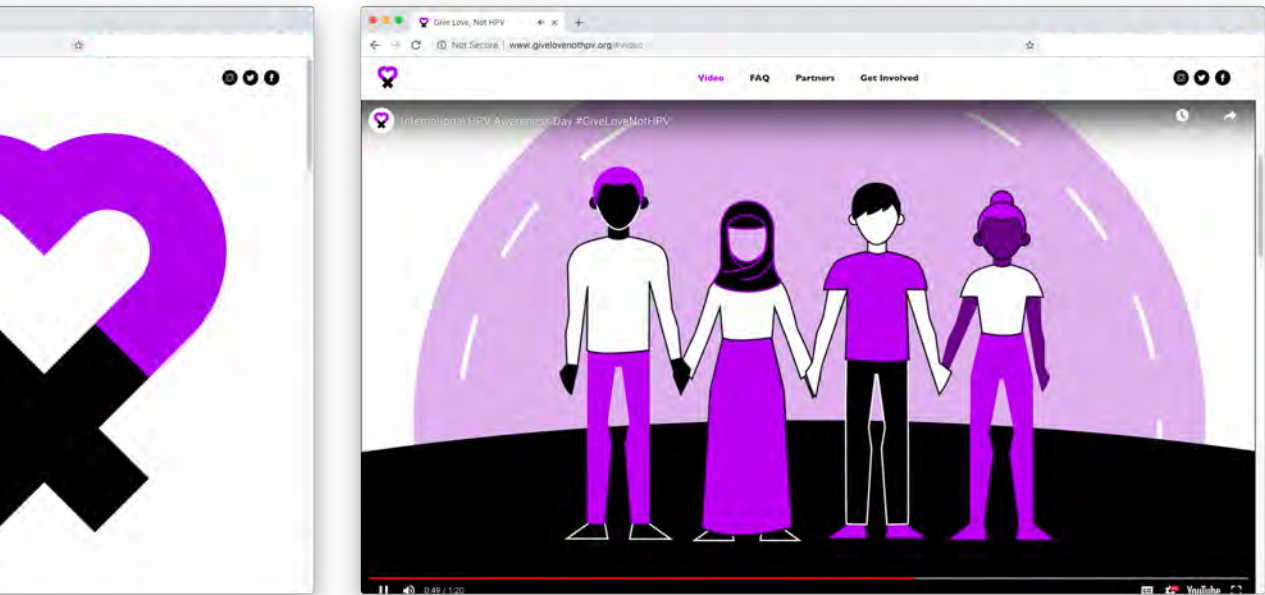 Give Love, Not HPV
Not Secure | www.givelovenothpv.org/#video
Video FAQ Partners Get Involved
International HPV Awareness Day #GiveLoveNotHPV
0:49 / 1:20
CC
YouTube